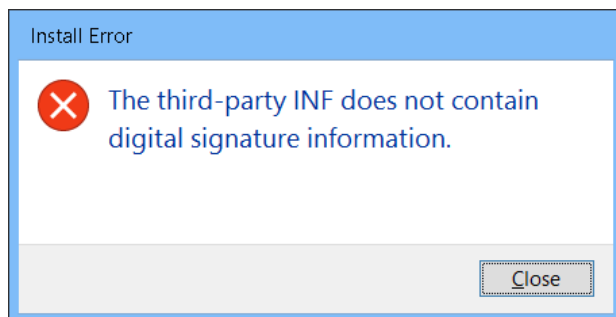 Install Error
The third-party INF does not contain
digital signature information.
Close